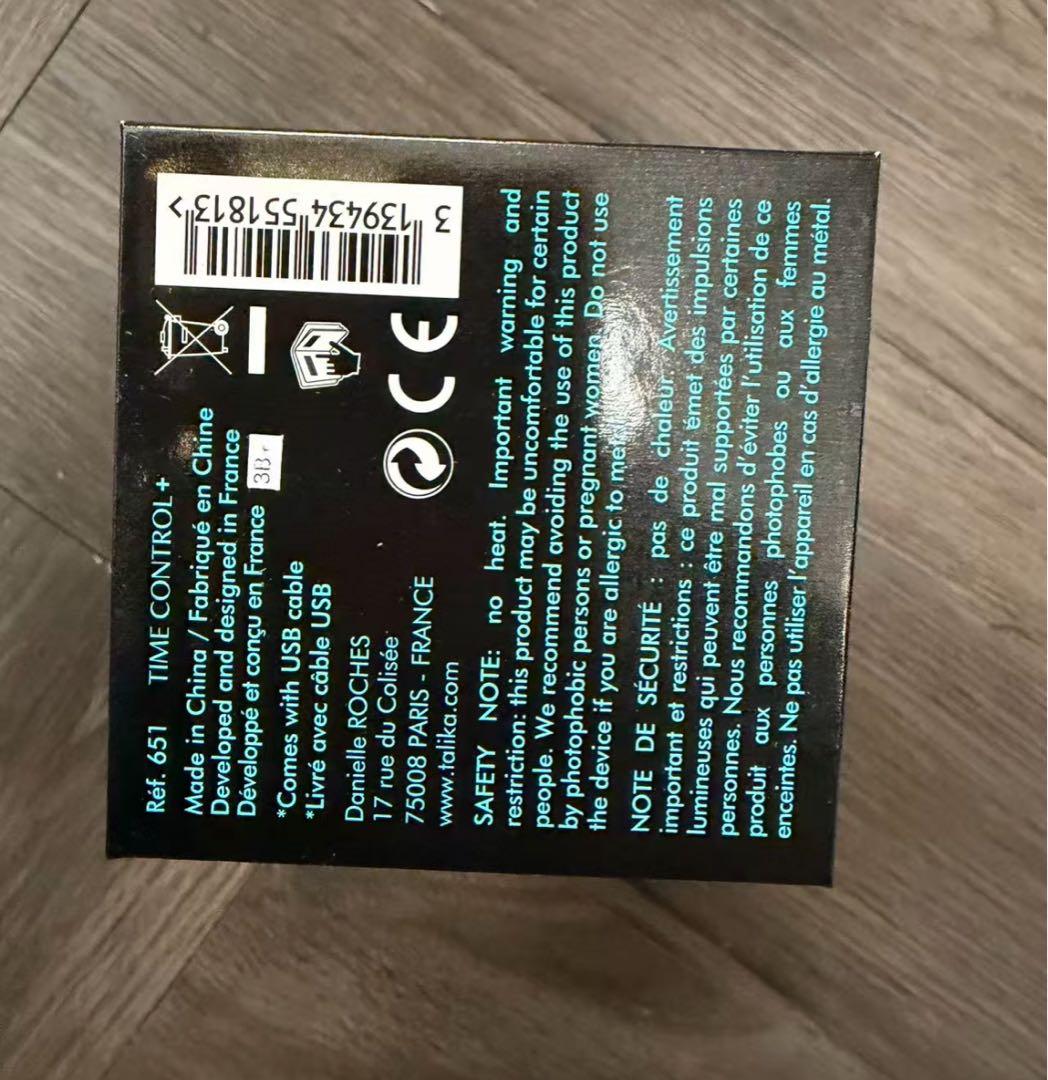 Réf. 651 TIME CONTROL +
Made in China / Fabriqué en Chine
Developed and designed in France
Développé et conçu en France
*Comes with USB cable
*Livré avec câble USB
Danielle ROCHES
17 rue du Colisée
75008 PARIS - FRANCE
www.talika.com
3 139434 551813 >
CE
SAFETY NOTE: no heat. Important warning and
restriction: this product may be uncomfortable for certain
people. We recommend avoiding the use of this product
by photophobic persons or pregnant women. Do not use
the device if you are allergic to
NOTE DE SÉCURITÉ : pas de chaleur Avertissement
important et restrictions : ce produit émet des impulsions
lumineuses qui peuvent être mal supportées par certaines
personnes. Nous recommandons d'éviter l'utilisation de ce
produit aux personnes photophobes ou aux femmes
enceintes. Ne pas utiliser l'appareil en cas d'allergie au métal.